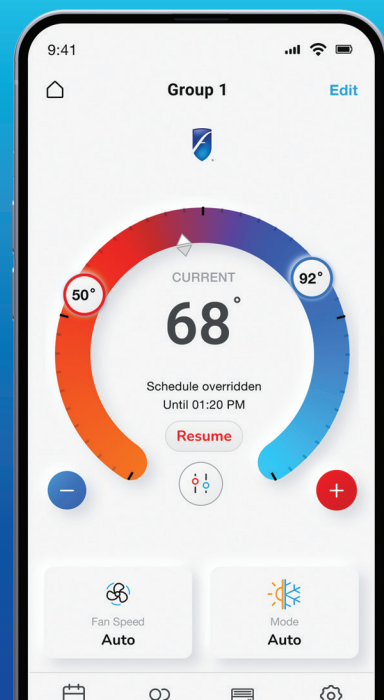 9:41
Group 1
Edit
50°
92°
CURRENT
68°
Schedule overridden
Until 01:20 PM
Resume
−
+
Fan Speed
Auto
Mode
Auto